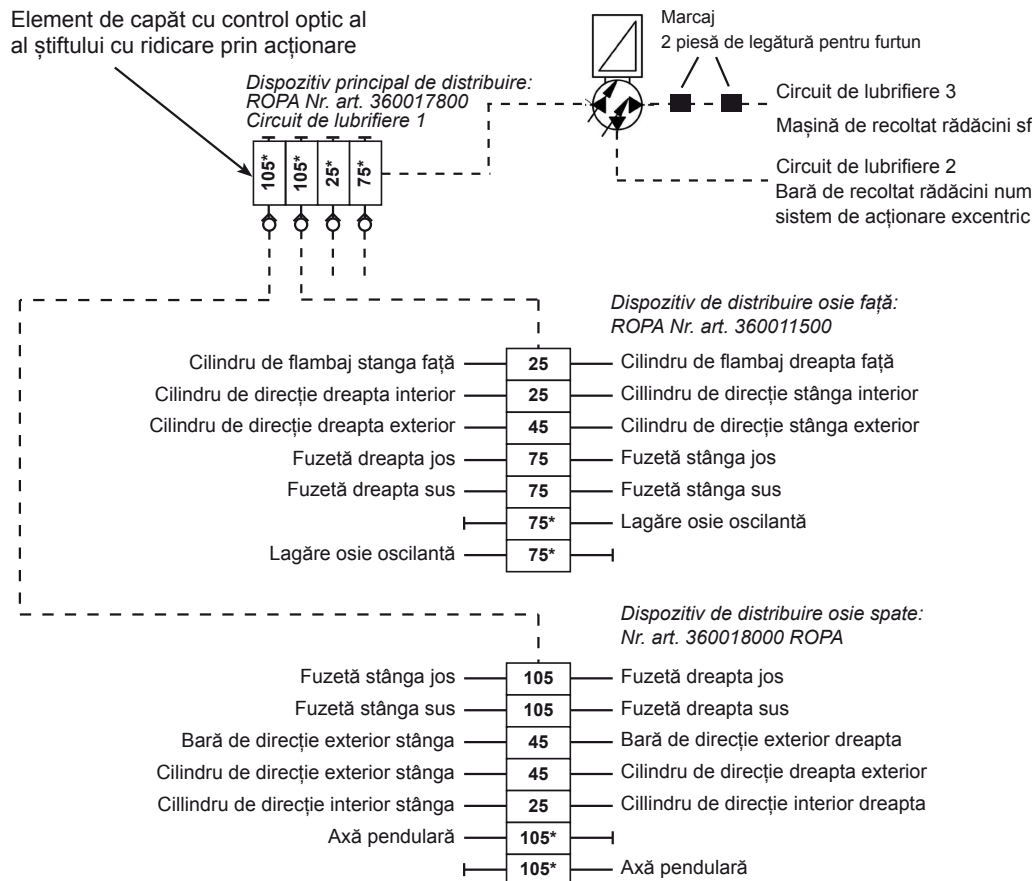 Element de capăt cu control optic al
al știftului cu ridicare prin acționare
Dispozitiv principal de distribuire:
ROPA Nr. art. 360017800
Circuit de lubrifiere 1
105*
105*
25*
75*
Marcaj
2 piesă de legătură pentru furtun
Circuit de lubrifiere 3
Mașină de recoltat rădăcini sf
Circuit de lubrifiere 2
Bară de recoltat rădăcini num
sistem de acționare excentric
Dispozitiv de distribuire osie față:
ROPA Nr. art. 360011500
Cilindru de flambaj stanga față 25 Cilindru de flambaj dreapta față
Cilindru de direcție dreapta interior 25 Cillindru de direcție stânga interior
Cilindru de direcție dreapta exterior 45 Cilindru de direcție stânga exterior
Fuzetă dreapta jos 75 Fuzetă stânga jos
Fuzetă dreapta sus 75 Fuzetă stânga sus
75* Lagăre osie oscilantă
Lagăre osie oscilantă 75*
Dispozitiv de distribuire osie spate:
Nr. art. 360018000 ROPA
Fuzetă stânga jos 105 Fuzetă dreapta jos
Fuzetă stânga sus 105 Fuzetă dreapta sus
Bară de direcție exterior stânga 45 Bară de direcție exterior dreapta
Cilindru de direcție exterior stânga 45 Cilindru de direcție dreapta exterior
Cillindru de direcție interior stânga 25 Cillindru de direcție interior dreapta
Axă pendulară 105*
105* Axă pendulară